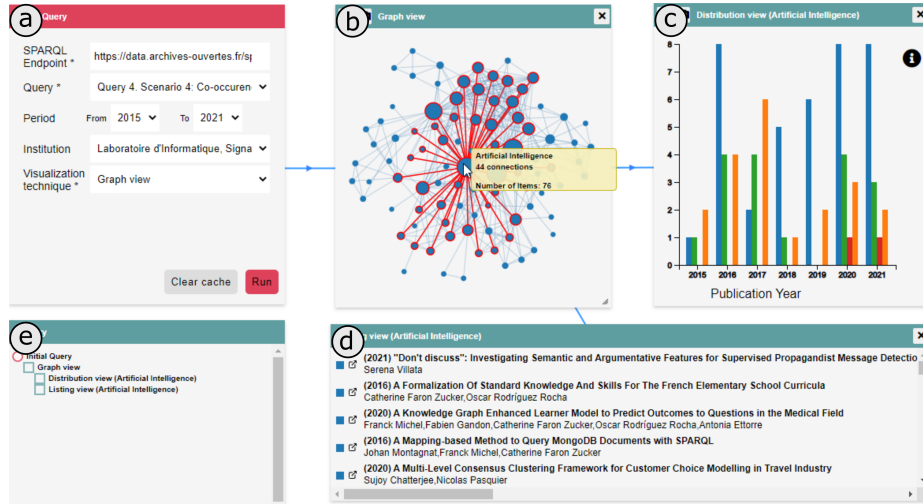 a
Query
SPARQL
Endpoint *
https://data.archives-ouvertes.fr/sp
Query *
Query 4. Scenario 4: Co-occuren
Period
From 2015 To 2021
Institution
Laboratoire d'Informatique, Signa
Visualization
technique *
Graph view
Clear cache Run
b
Graph view
Artificial Intelligence
44 connections
Number of Items: 76
c
Distribution view (Artificial Intelligence)
8
7
6
5
4
3
2
1
0
2015 2016 2017 2018 2019 2020 2021
Publication Year
e
Initial Query
Graph view
Distribution view (Artificial Intelligence)
Listing view (Artificial Intelligence)
d
view (Artificial Intelligence)
(2021) "Don't discuss": Investigating Semantic and Argumentative Features for Supervised Propagandist Message Detectio
Serena Villata
(2016) A Formalization Of Standard Knowledge And Skills For The French Elementary School Curricula
Catherine Faron Zucker,Oscar Rodríguez Rocha
(2020) A Knowledge Graph Enhanced Learner Model to Predict Outcomes to Questions in the Medical Field
Franck Michel,Fabien Gandon,Catherine Faron Zucker,Oscar Rodríguez Rocha,Antonia Ettorre
(2016) A Mapping-based Method to Query MongoDB Documents with SPARQL
Johan Montagnat,Franck Michel,Catherine Faron Zucker
(2020) A Multi-Level Consensus Clustering Framework for Customer Choice Modelling in Travel Industry
Sujoy Chatterjee,Nicolas Pasquier